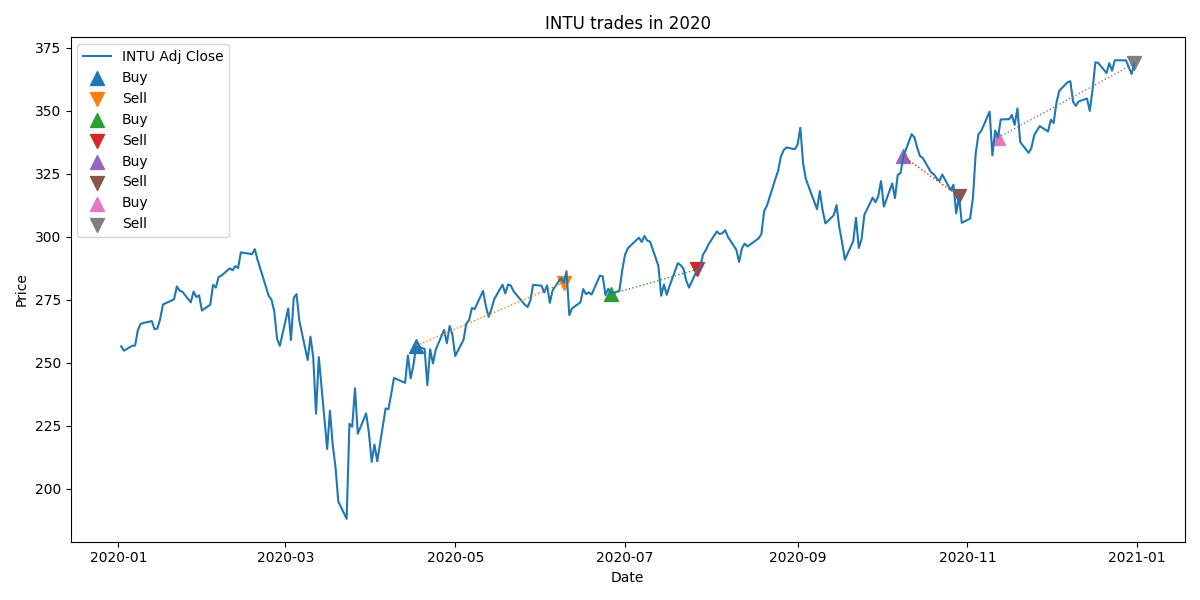 INTU trades in 2020
INTU Adj Close
Buy
Sell
Buy
Sell
Buy
Sell
Buy
Sell
375
350
325
300
275
250
225
200
Price
2020-01
2020-03
2020-05
2020-07
2020-09
2020-11
2021-01
Date